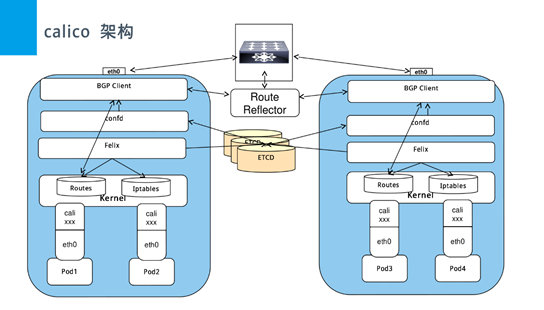 calico 架构
eth0
BGP Client
confd
Felix
Routes
Iptables
Kernel
cali
xxx
eth0
Pod1
cali
xxx
eth0
Pod2
Route
Reflector
ETCD
ETCD
eth0
BGP Client
confd
Felix
Routes
Iptables
Kernel
cali
xxx
eth0
Pod3
cali
xxx
eth0
Pod4